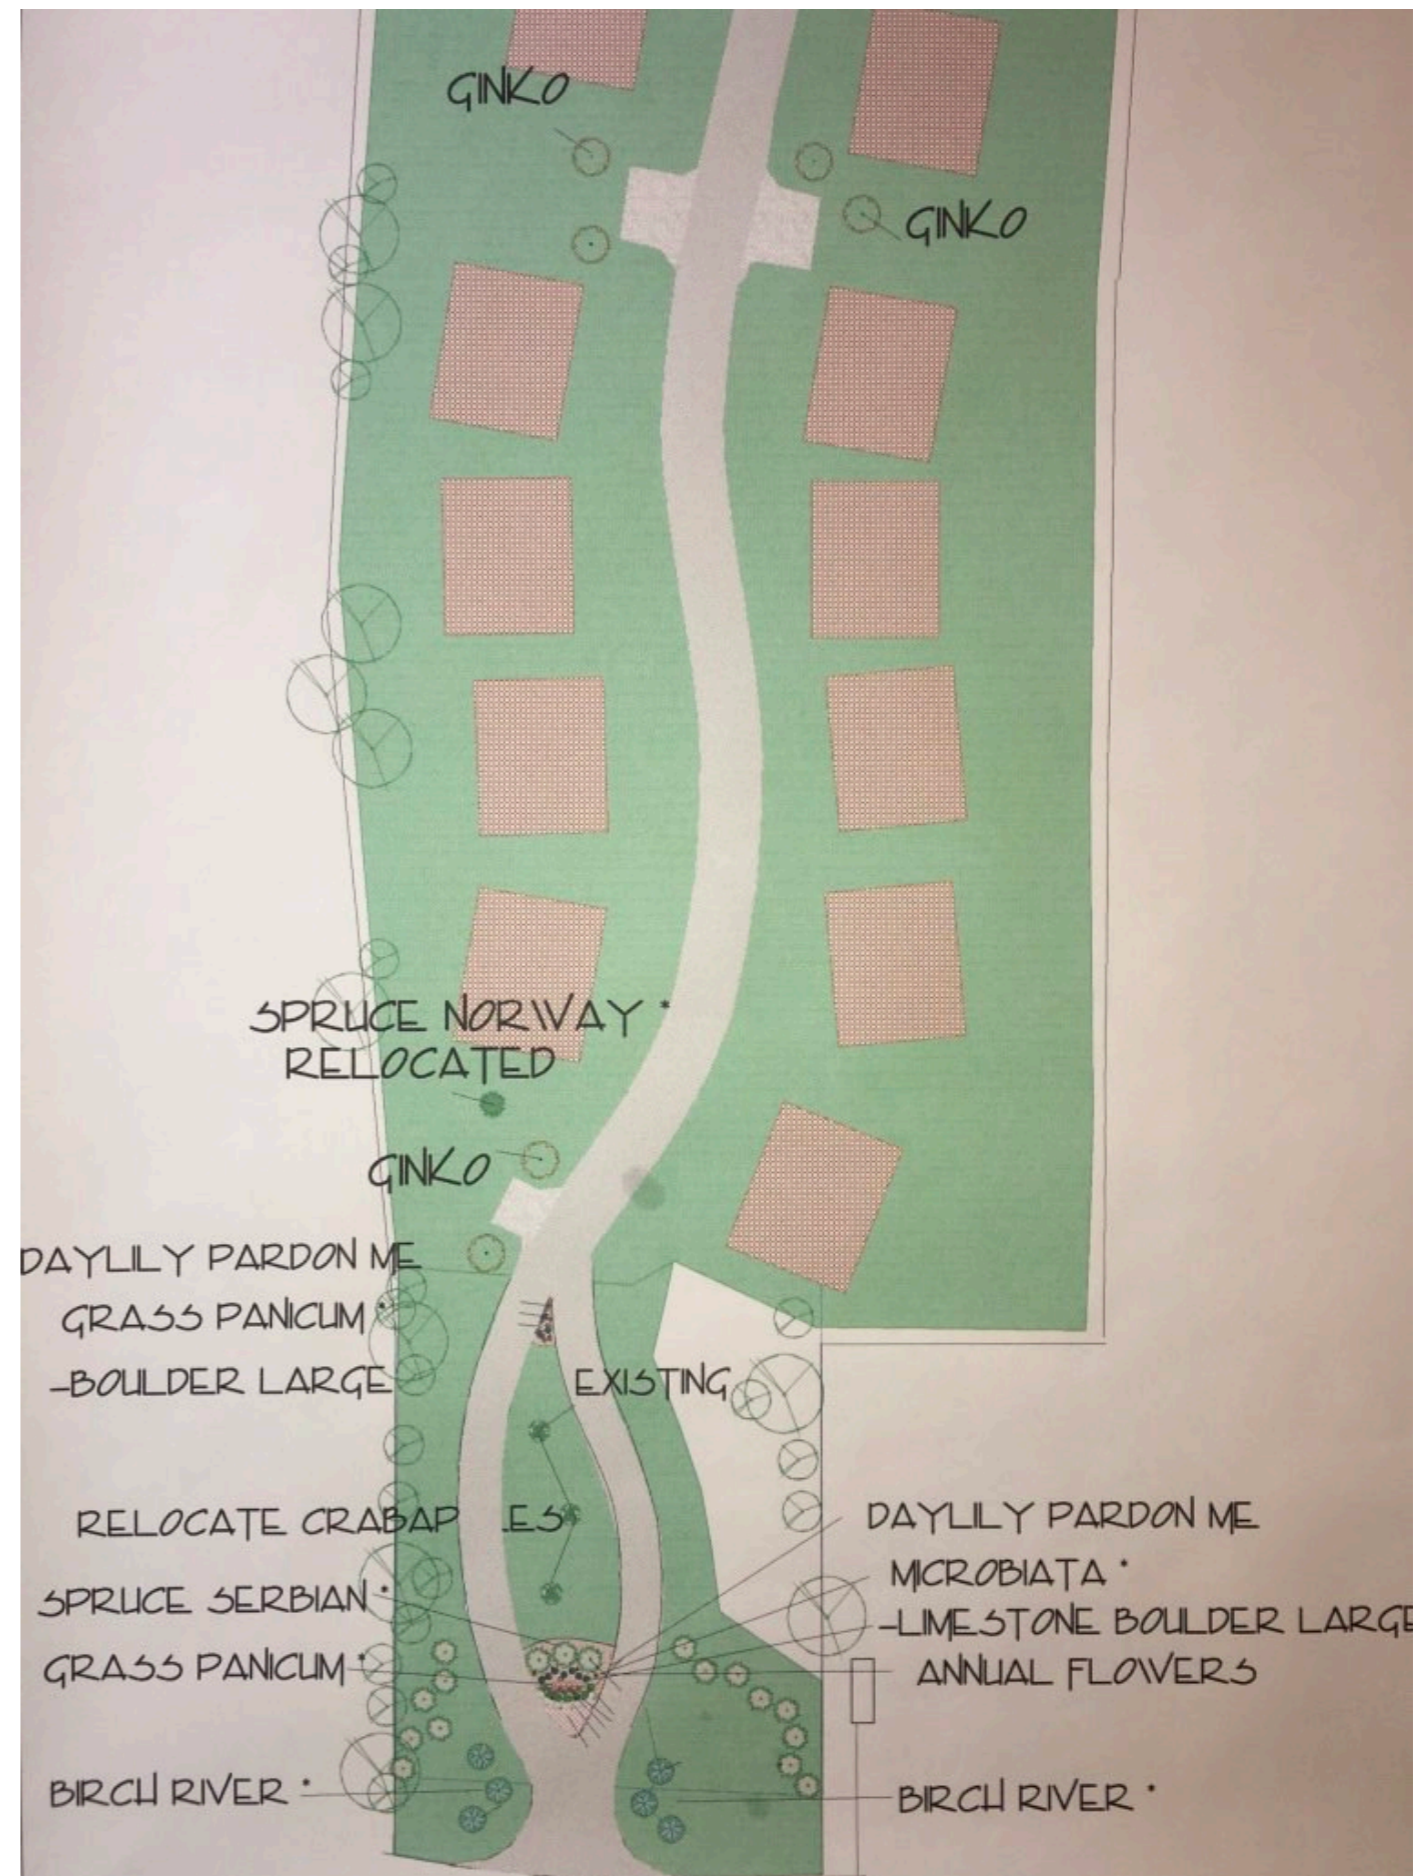 GINKO
GINKO
SPRUCE NORWAY *
RELOCATED
GINKO
DAYLILY PARDON ME
GRASS PANICUM *
-BOULDER LARGE
EXISTING
RELOCATE CRABAP LES
DAYLILY PARDON ME
MICROBIATA *
SPRUCE SERBIAN *
-LIMESTONE BOULDER LARGE
GRASS PANICUM *
ANNUAL FLOWERS
BIRCH RIVER *
BIRCH RIVER *